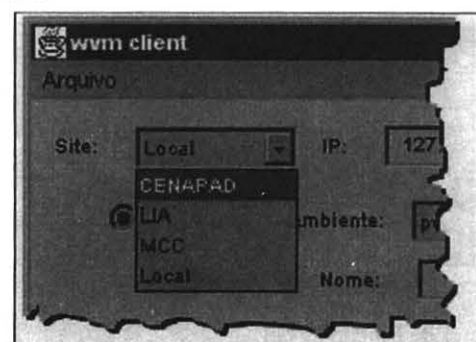 wvm client
Arquivo
Site: Local IP: 127
CENAPAD
LIA mbiente:
MCC
Local Nome: